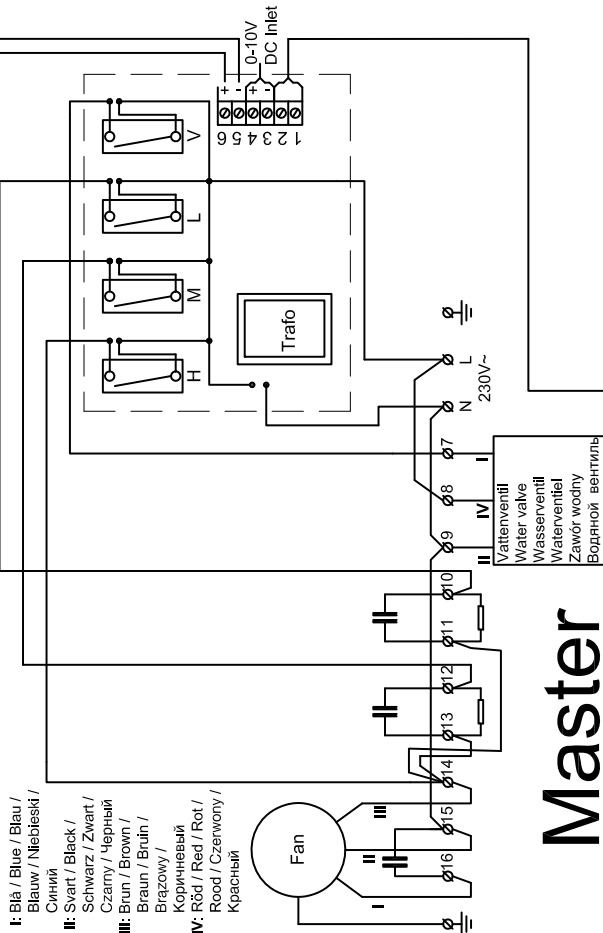 I: Blå / Blue / Blau /
Blauw / Niebieski /
Синий
II: Svart / Black /
Schwarz / Zwart /
Czarny / Черный
III: Brun / Brown /
Braun / Bruin /
Brązowy /
Коричневый
IV: Röd / Red / Rot /
Rood / Czerwony /
Красный
H
M
L
V
Trafo
6 5 4 3 2 1
+
-
+
-
0-10V
DC Inlet
Fan
I
II
III
16
15
14
13
12
11
10
9
8
7
N
L
230V~
II
IV
I
Vattenventil
Water valve
Wasserventil
Waterventiel
Zawór wodny
Водяной вентиль
Master